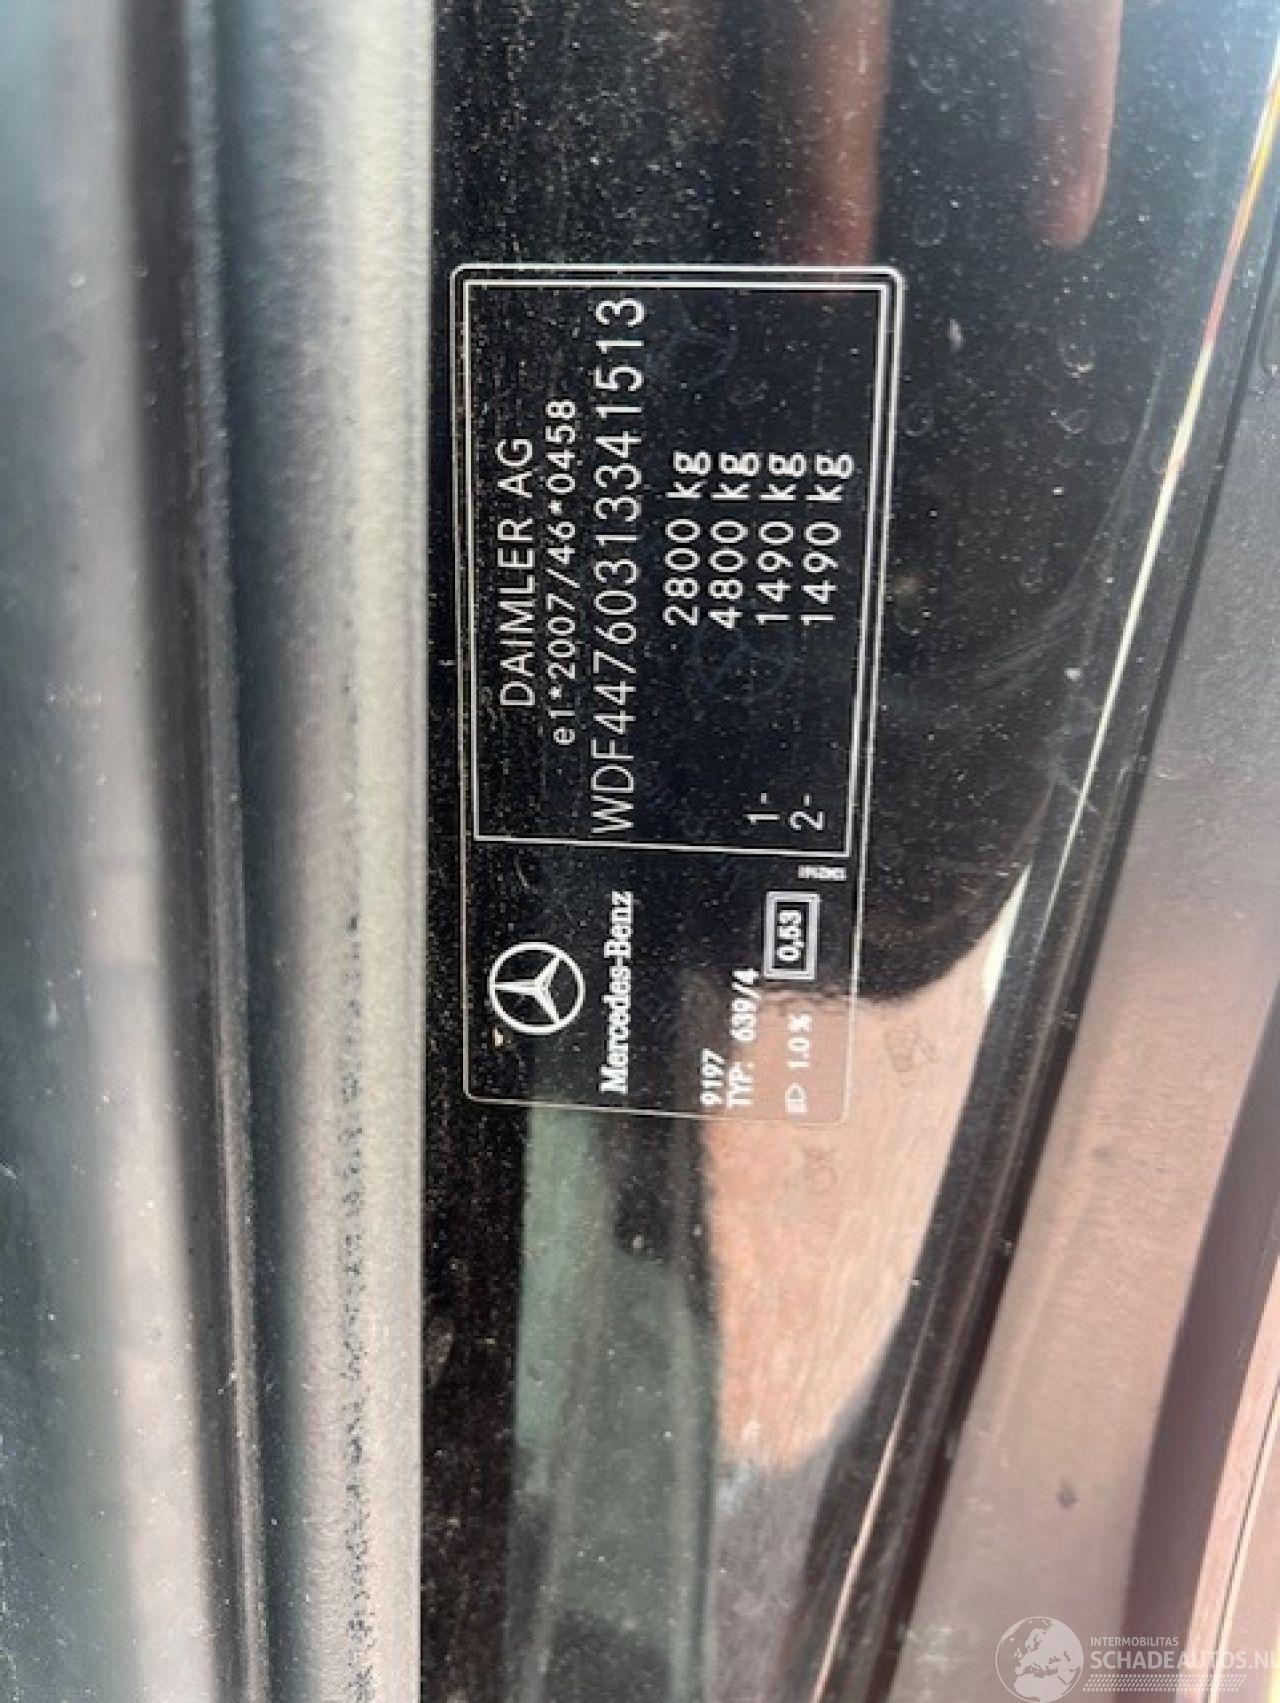 DAIMLER AG
e1*2007/46*0458
WDF44760313341513
2800 kg
4800 kg
1- 1490 kg
2- 1490 kg
Mercedes-Benz
9197
TYP: 639/4
1.0 %
0,63
INTERMOBILITAS
SCHADEAUTOS.NL